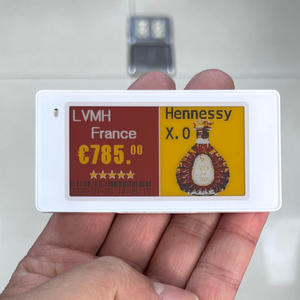 LVMH
France
€785.00
Hennessy
X.O